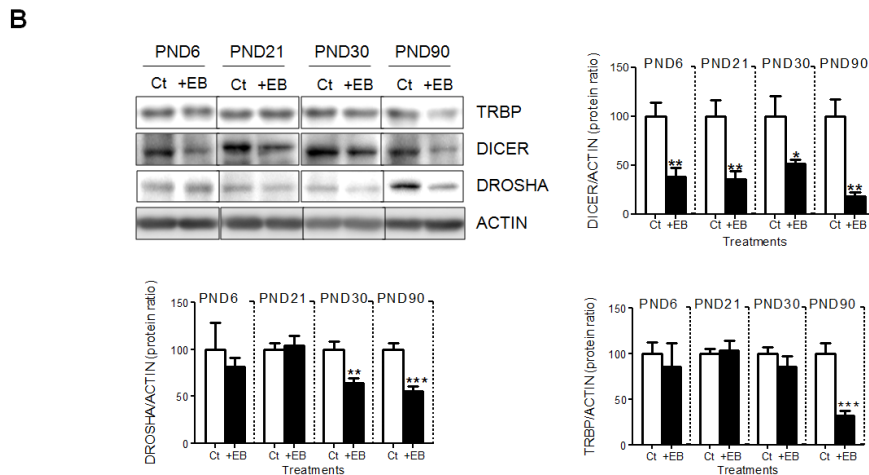 B
PND6 PND21 PND30 PND90
Ct +EB Ct +EB Ct +EB Ct +EB
TRBP
DICER
DROSHA
ACTIN
DICER/ACTIN (protein ratio)
150
100
50
0
PND6 PND21 PND30 PND90
** ** * **
Ct +EB Ct +EB Ct +EB Ct +EB
Treatments
DROSHA/ACTIN (protein ratio)
150
100
50
0
PND6 PND21 PND30 PND90
** ***
Ct +EB Ct +EB Ct +EB Ct +EB
Treatments
TRBP/ACTIN (protein ratio)
150
100
50
0
PND6 PND21 PND30 PND90
***
Ct +EB Ct +EB Ct +EB Ct +EB
Treatments